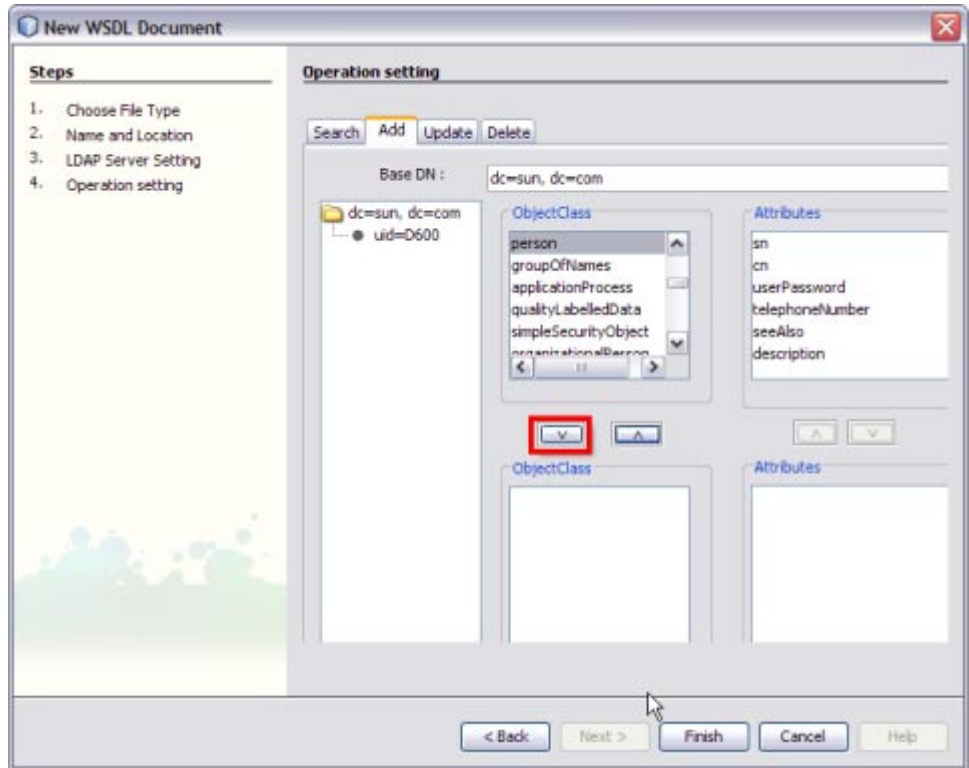 New WSDL Document
Steps
1. Choose File Type
2. Name and Location
3. LDAP Server Setting
4. Operation setting
Operation setting
Search Add Update Delete
Base DN : dc=sun, dc=com
dc=sun, dc=com
uid=D600
ObjectClass
person
groupOfNames
applicationProcess
qualityLabelledData
simpleSecurityObject
organizationalPerson
Attributes
sn
cn
userPassword
telephoneNumber
seeAlso
description
ObjectClass
Attributes
< Back Next > Finish Cancel Help